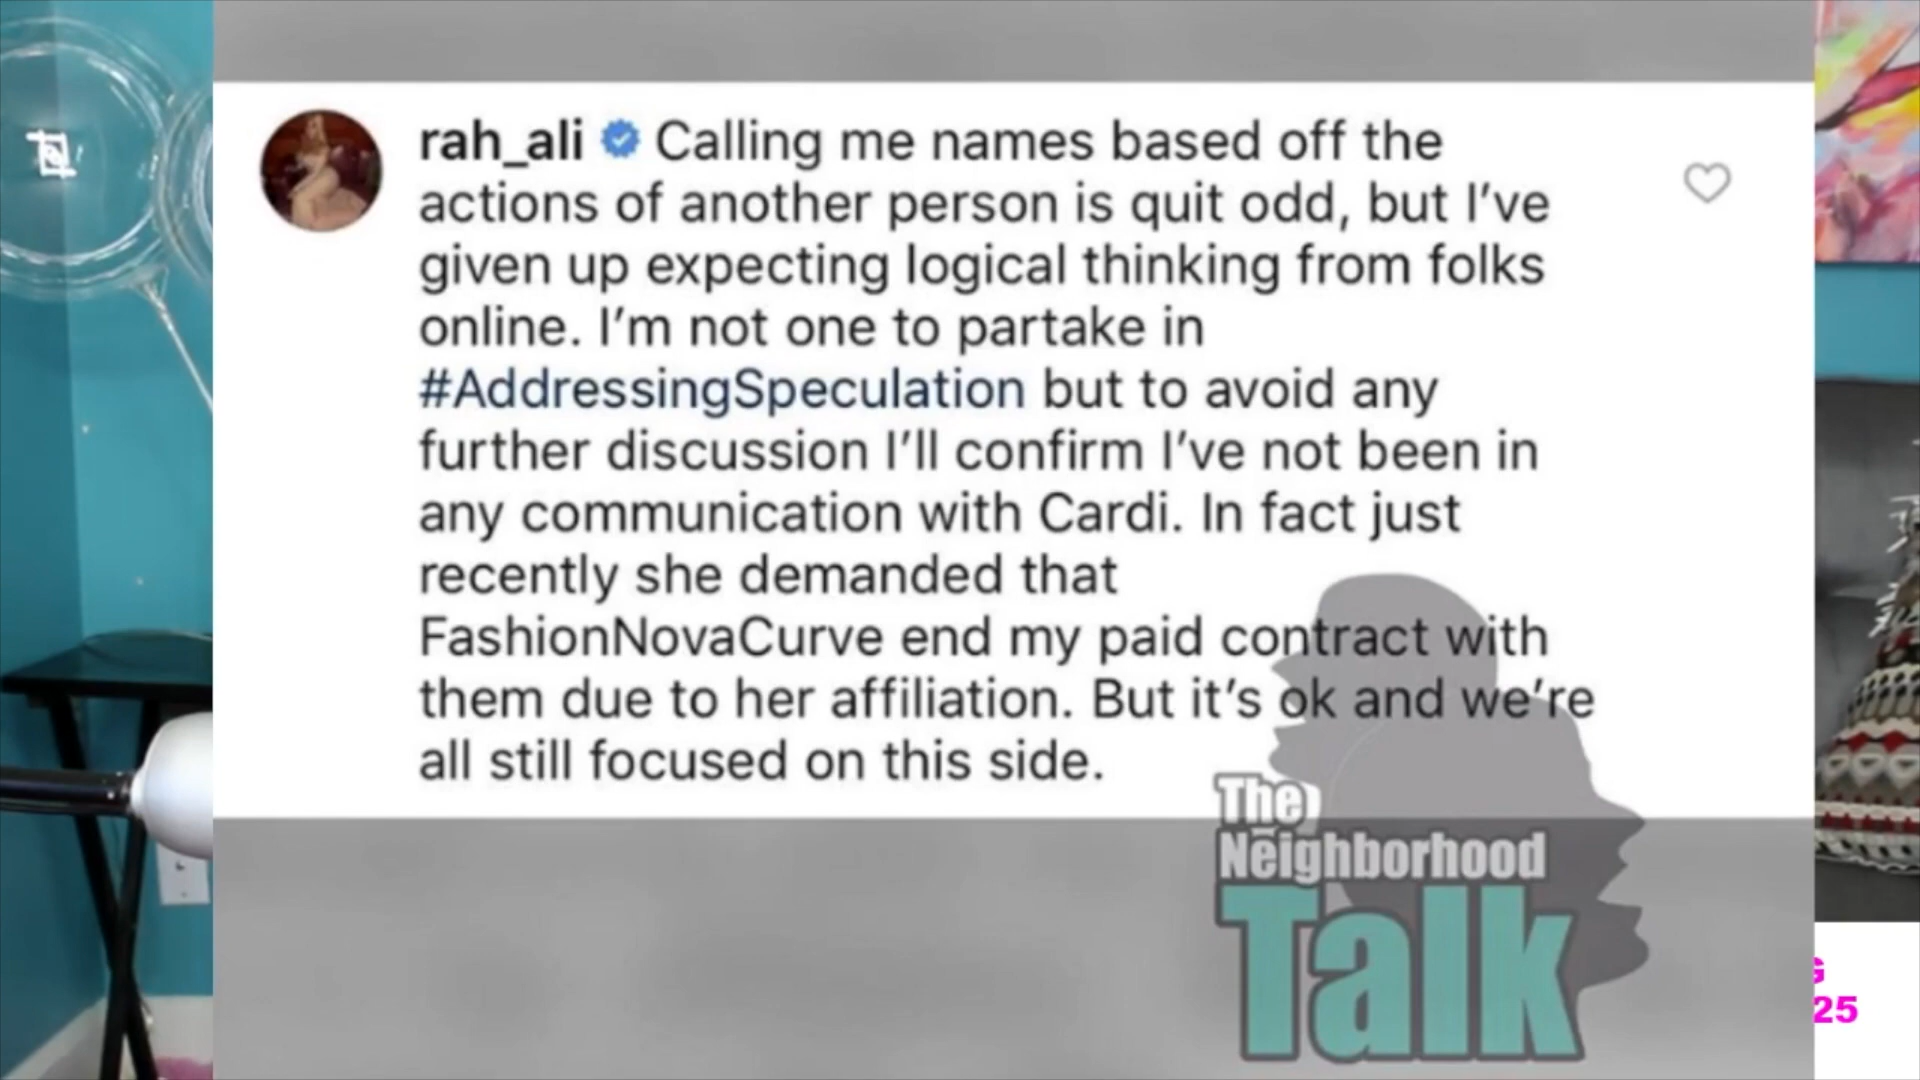 rah_ali Calling me names based off the
actions of another person is quit odd, but I've
given up expecting logical thinking from folks
online. I'm not one to partake in
#AddressingSpeculation but to avoid any
further discussion I'll confirm I've not been in
any communication with Cardi. In fact just
recently she demanded that
FashionNovaCurve end my paid contract with
them due to her affiliation. But it's ok and we're
all still focused on this side.
The
Neighborhood
Talk
G
25